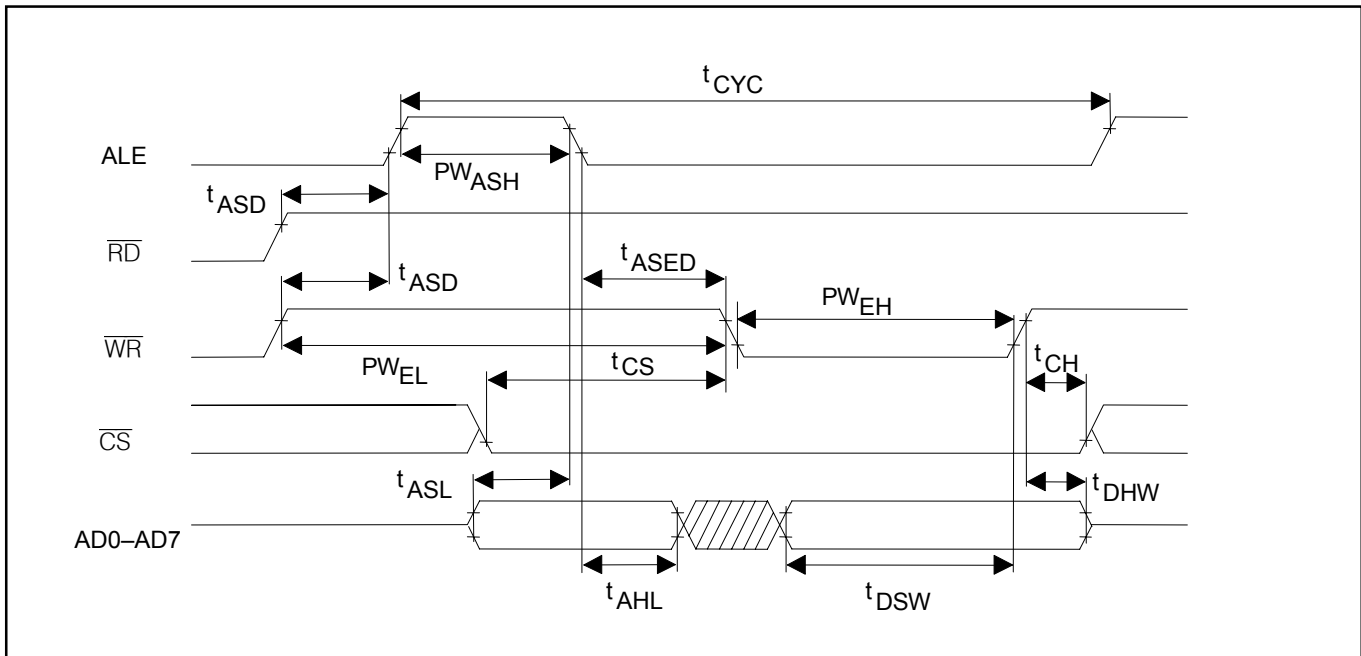 tCYC
ALE
PWASH
tASD
RD
tASED
tASD
PWEH
WR
PWEL
tCS
tCH
CS
tASL
tDHW
AD0–AD7
tAHL
tDSW